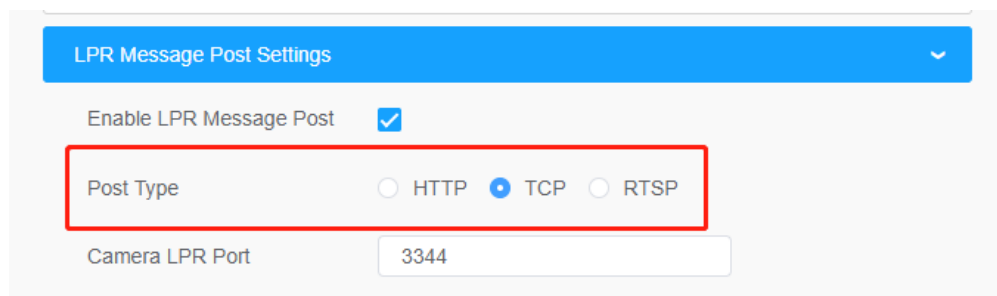 LPR Message Post Settings
Enable LPR Message Post
Post Type HTTP TCP RTSP
Camera LPR Port 3344